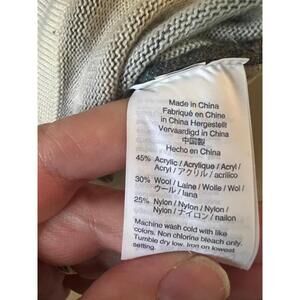 Made in China
Fabriqué en Chine
in China Hergestellt
Vervaardigd in China
中国製
Hecho en China
45% Acrylic / Acrylique / Acryl /
Acryl / アクリル / acrílico
30% Wool / Laine / Wolle / Wol
/ ウール / lana
25% Nylon / Nylon / Nylon /
Nylon / ナイロン / nailon
Machine wash cold with like
colors. Non chlorine bleach only.
Tumble dry low. Iron on lowest
setting.